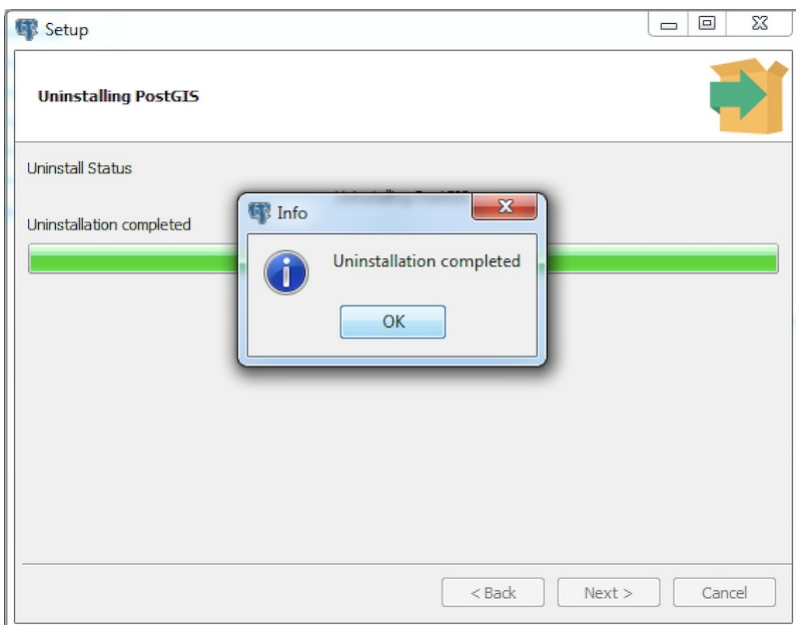 Setup
Uninstalling PostGIS
Uninstall Status
Uninstallation completed
Info
Uninstallation completed
OK
< Back
Next >
Cancel